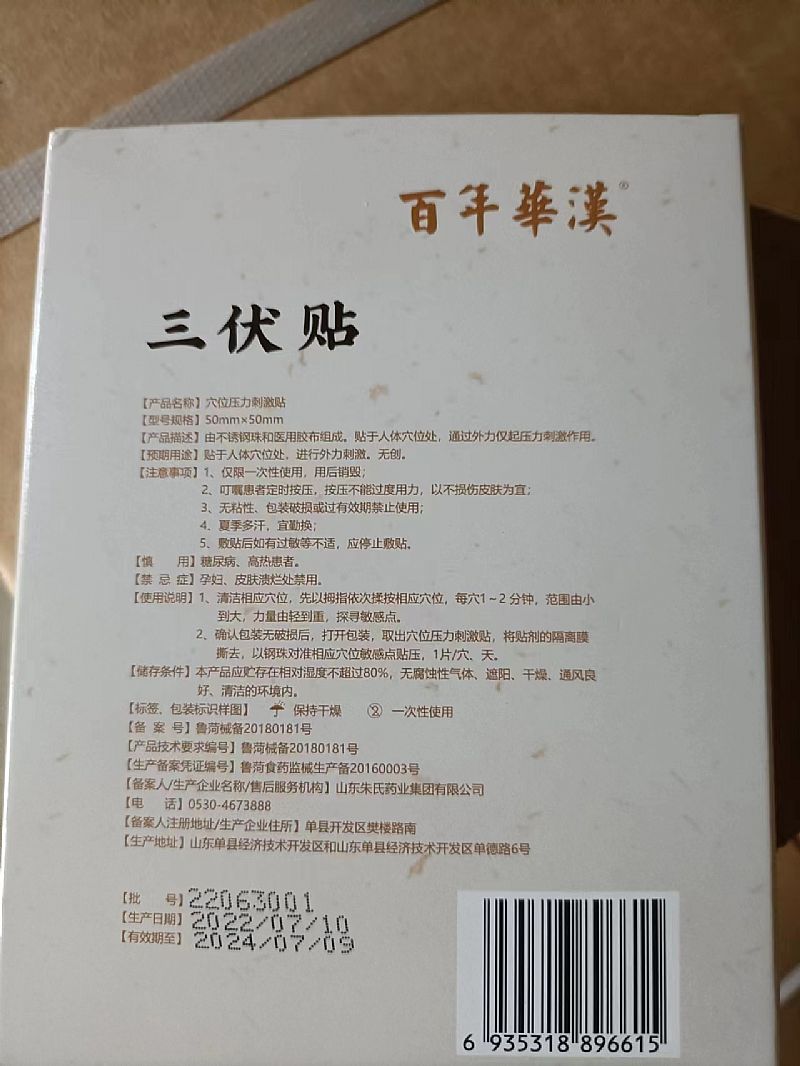 百年華漢®
三伏贴
【产品名称】穴位压力刺激贴
【型号规格】50mm×50mm
【产品描述】由不锈钢珠和医用胶布组成。贴于人体穴位处，通过外力仅起压力刺激作用。
【预期用途】贴于人体穴位处，进行外力刺激。无创。
【注意事项】1、仅限一次性使用，用后销毁；
2、叮嘱患者定时按压，按压不能过度用力，以不损伤皮肤为宜；
3、无粘性、包装破损或过有效期禁止使用；
4、夏季多汗，宜勤换；
5、敷贴后如有过敏等不适，应停止敷贴。
【慎 用】糖尿病、高热患者。
【禁 忌 症】孕妇、皮肤溃烂处禁用。
【使用说明】1、清洁相应穴位，先以拇指依次揉按相应穴位，每穴1～2分钟，范围由小
到大，力量由轻到重，探寻敏感点。
2、确认包装无破损后，打开包装，取出穴位压力刺激贴，将贴剂的隔离膜
撕去，以钢珠对准相应穴位敏感点贴压，1片/穴、天。
【储存条件】本产品应贮存在相对湿度不超过80%，无腐蚀性气体、遮阳、干燥、通风良
好、清洁的环境内。
【标签、包装标识样图】 保持干燥 ② 一次性使用
【备 案 号】鲁菏械备20180181号
【产品技术要求编号】鲁菏械备20180181号
【生产备案凭证编号】鲁菏食药监械生产备20160003号
【备案人/生产企业名称/售后服务机构】山东朱氏药业集团有限公司
【电 话】0530-4673888
【备案人注册地址/生产企业住所】单县开发区樊楼路南
【生产地址】山东单县经济技术开发区和山东单县经济技术开发区单德路6号
【批 号】22063001
【生产日期】2022/07/10
【有效期至】2024/07/09
6 935318 896615